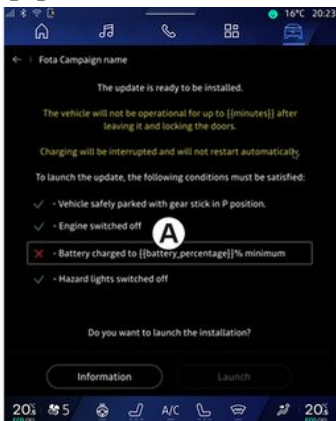 16°C 20:23
Fota Campaign name
The update is ready to be installed.
The vehicle will not be operational for up to {{minutes}} after
leaving it and locking the doors.
Charging will be interrupted and will not restart automatically.
To launch the update, the following conditions must be satisfied:
- Vehicle safely parked with gear stick in P position.
- Engine switched off
A
- Battery charged to {{battery_percentage}}% minimum
- Hazard lights switched off
Do you want to launch the installation?
Information Launch
5 A/C